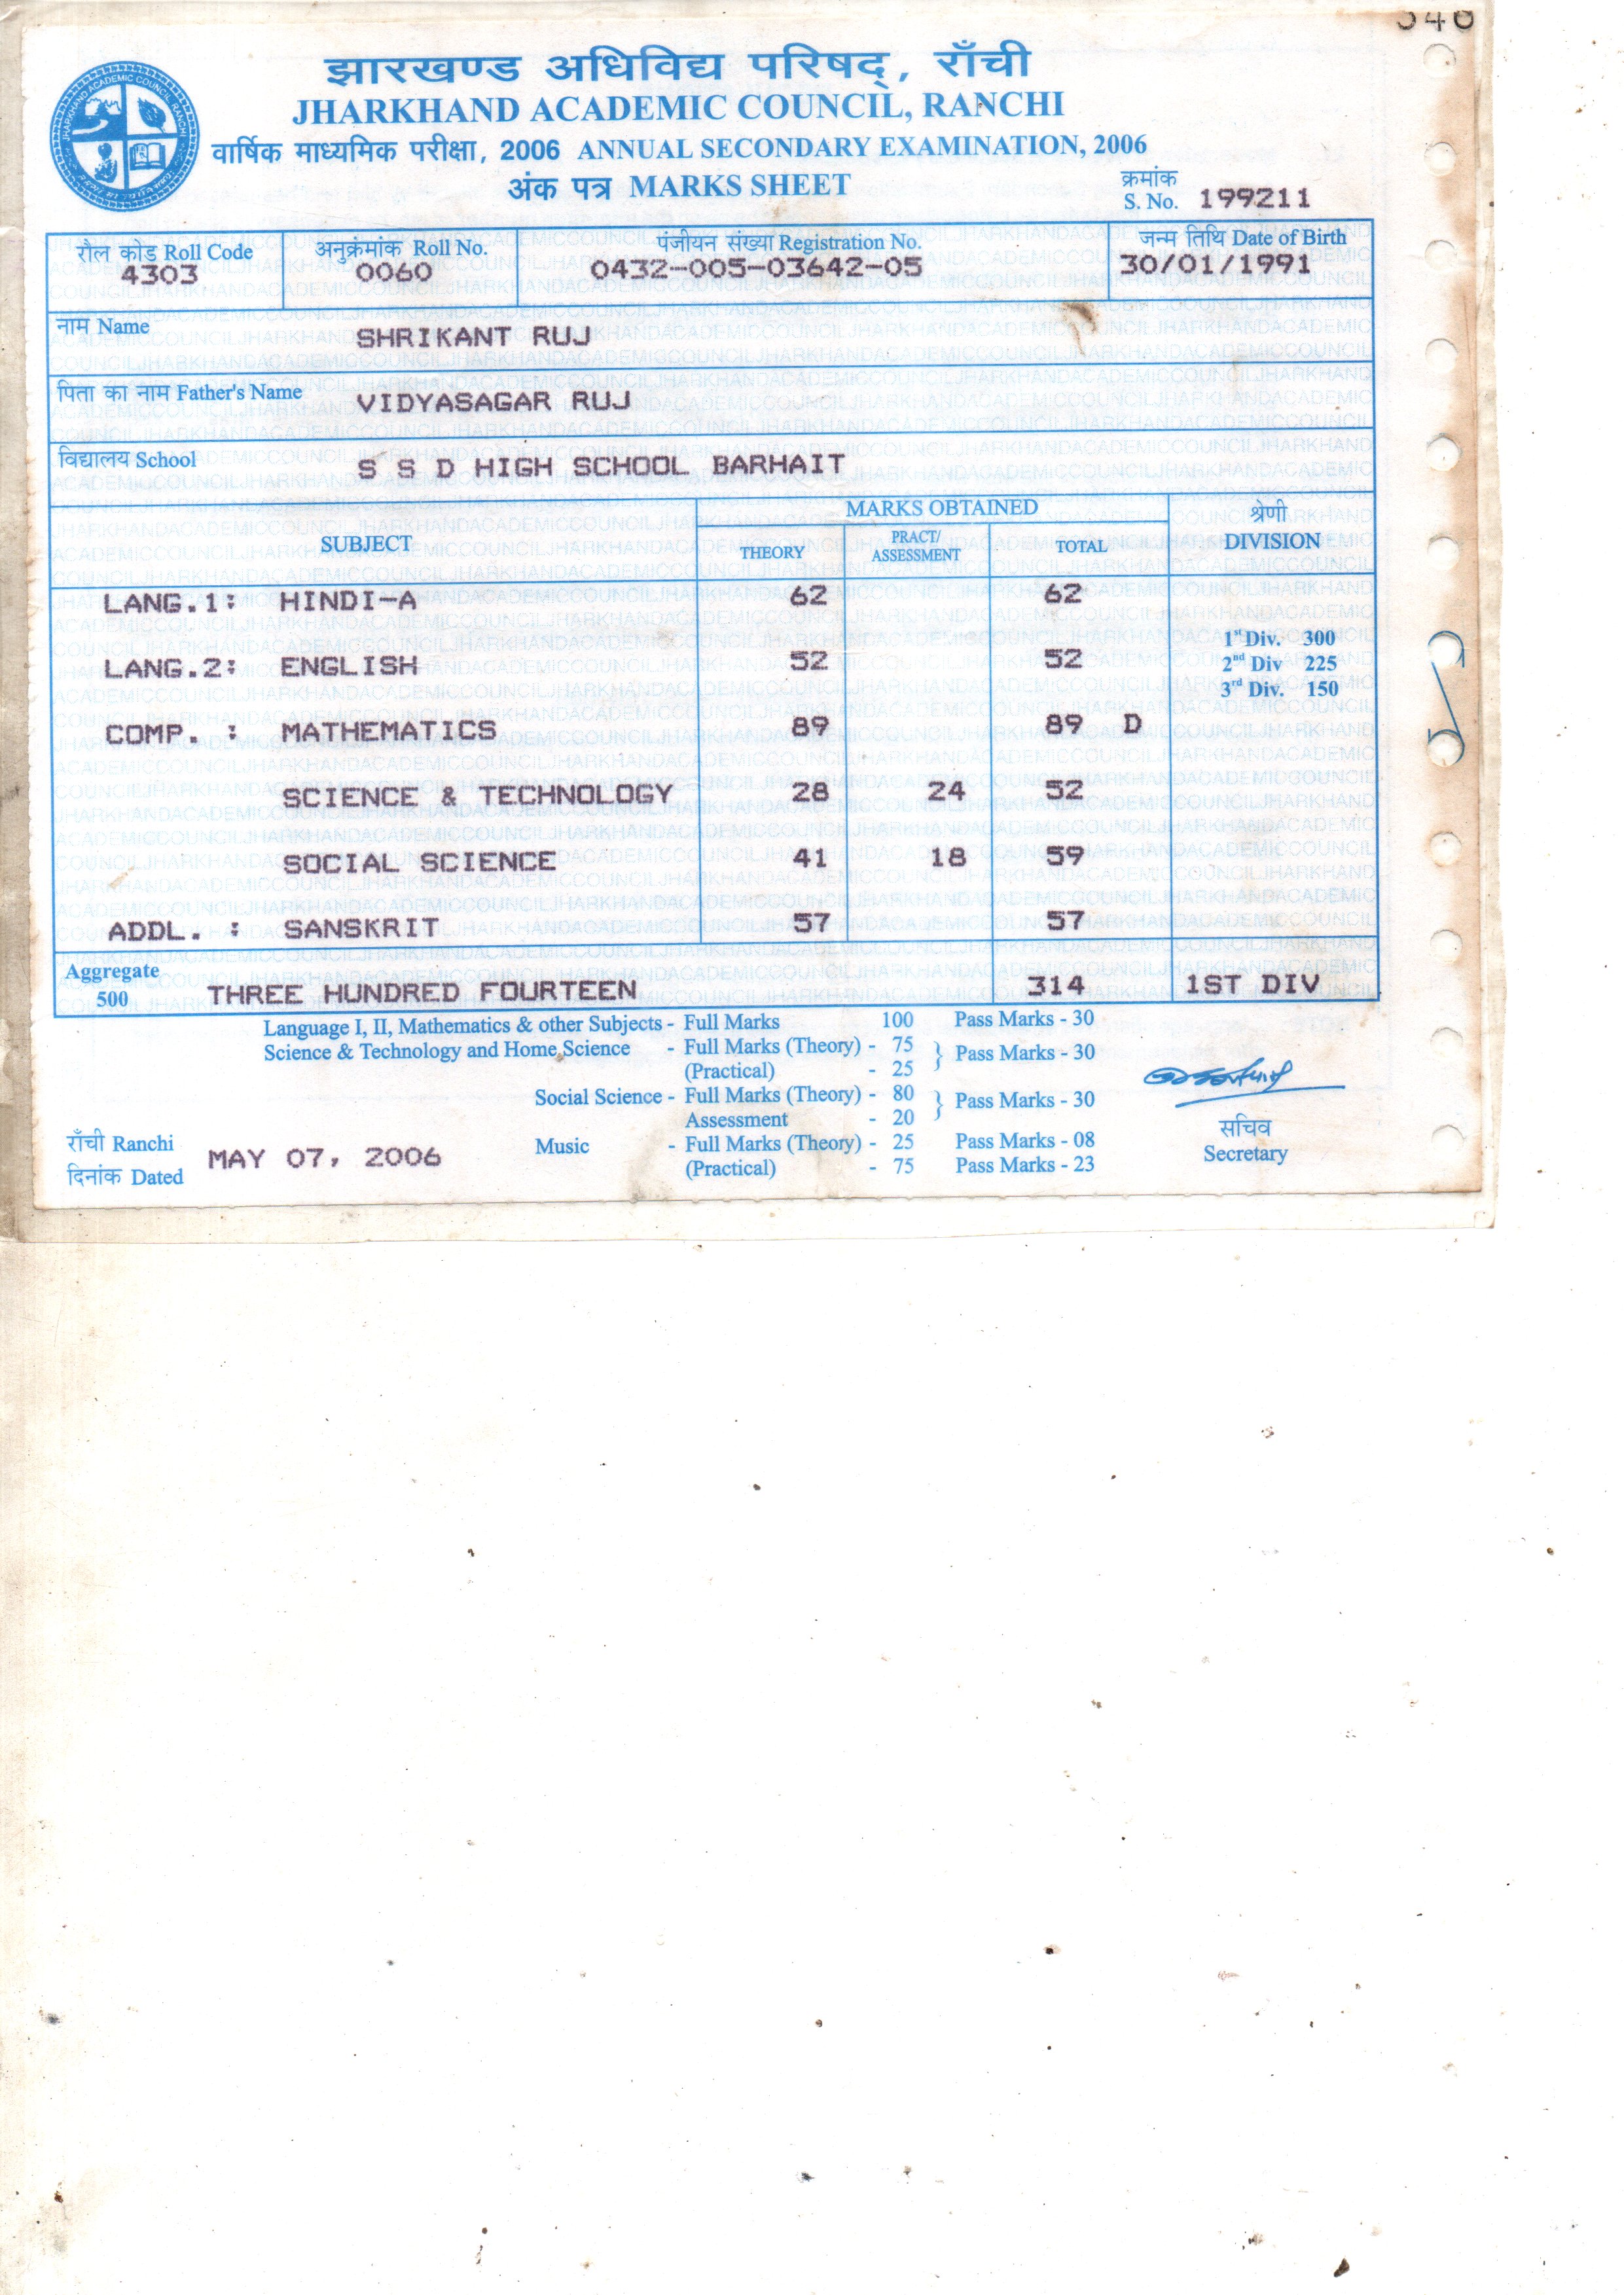 झारखण्ड अधिविद्य परिषद्, राँची
JHARKHAND ACADEMIC COUNCIL, RANCHI
वार्षिक माध्यमिक परीक्षा, 2006 ANNUAL SECONDARY EXAMINATION, 2006
अंक पत्र MARKS SHEET
क्रमांक
S. No. 199211
रौल कोड Roll Code अनुक्रंमांक Roll No. पंजीयन संख्या Registration No. जन्म तिथि Date of Birth
4303 0060 0432-005-03642-05 30/01/1991
नाम Name SHRIKANT RUJ
पिता का नाम Father's Name VIDYASAGAR RUJ
विद्यालय School S S D HIGH SCHOOL BARHAIT
MARKS OBTAINED श्रेणी
SUBJECT THEORY PRACT/ ASSESSMENT TOTAL DIVISION
LANG.1: HINDI-A 62 62
1st Div. 300
LANG.2: ENGLISH 52 52 2nd Div 225
3rd Div. 150
COMP. : MATHEMATICS 89 89 D
SCIENCE & TECHNOLOGY 28 24 52
SOCIAL SCIENCE 41 18 59
ADDL. : SANSKRIT 57 57
Aggregate
500 THREE HUNDRED FOURTEEN 314 1ST DIV
Language I, II, Mathematics & other Subjects - Full Marks 100 Pass Marks - 30
Science & Technology and Home Science - Full Marks (Theory) - 75 } Pass Marks - 30
(Practical) - 25
Social Science - Full Marks (Theory) - 80 } Pass Marks - 30
Assessment - 20
Music - Full Marks (Theory) - 25 Pass Marks - 08
(Practical) - 75 Pass Marks - 23
राँची Ranchi
दिनांक Dated MAY 07, 2006
सचिव
Secretary